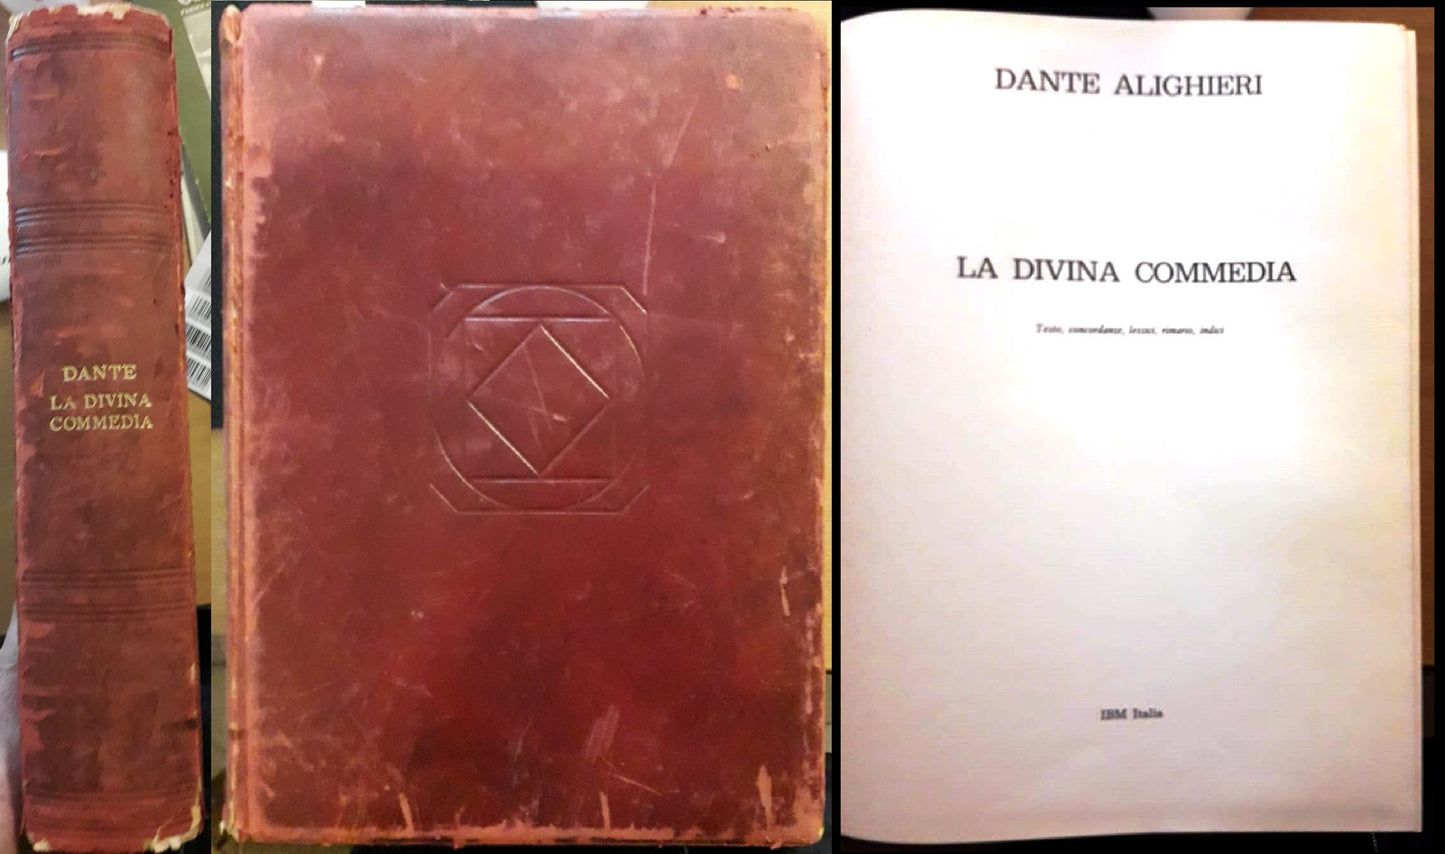 DANTE
LA DIVINA
COMMEDIA
DANTE ALIGHIERI
LA DIVINA COMMEDIA
Testo, concordanze, lessici, rimario, indici
IBM Italia